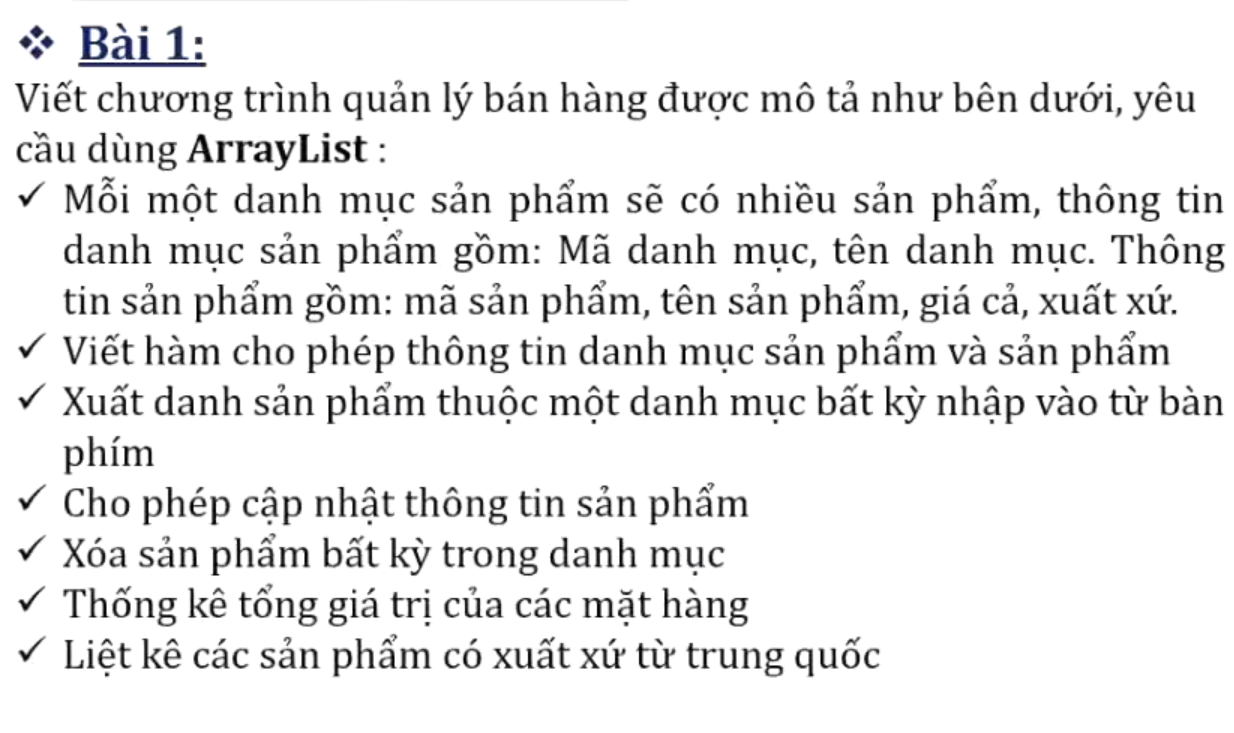 ❖ Bài 1:
Viết chương trình quản lý bán hàng được mô tả như bên dưới, yêu
cầu dùng ArrayList :
✓ Mỗi một danh mục sản phẩm sẽ có nhiều sản phẩm, thông tin
danh mục sản phẩm gồm: Mã danh mục, tên danh mục. Thông
tin sản phẩm gồm: mã sản phẩm, tên sản phẩm, giá cả, xuất xứ.
✓ Viết hàm cho phép thông tin danh mục sản phẩm và sản phẩm
✓ Xuất danh sản phẩm thuộc một danh mục bất kỳ nhập vào từ bàn
phím
✓ Cho phép cập nhật thông tin sản phẩm
✓ Xóa sản phẩm bất kỳ trong danh mục
✓ Thống kê tổng giá trị của các mặt hàng
✓ Liệt kê các sản phẩm có xuất xứ từ trung quốc